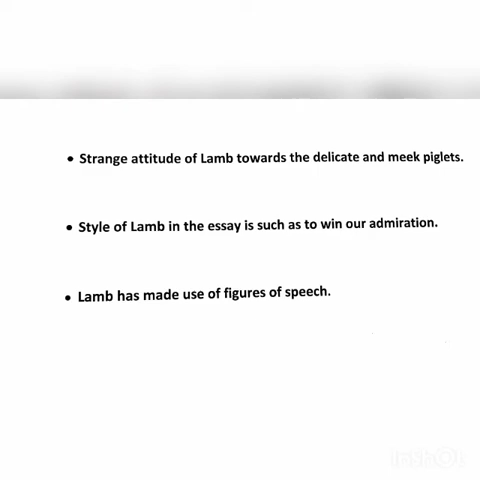 • Strange attitude of Lamb towards the delicate and meek piglets.
• Style of Lamb in the essay is such as to win our admiration.
• Lamb has made use of figures of speech.